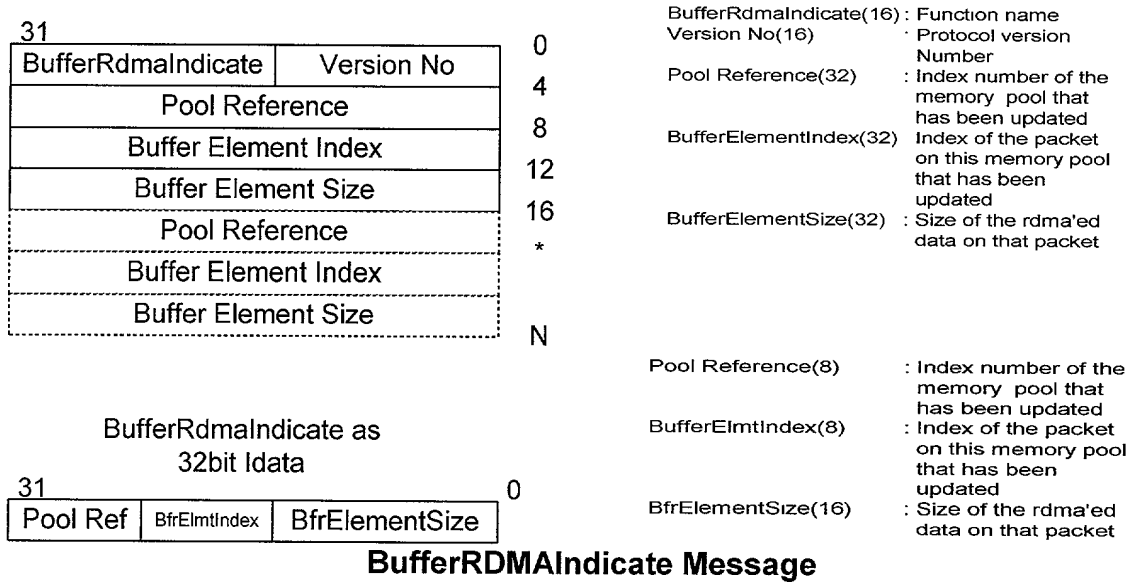 31
0
BufferRdmaIndicate
Version No
4
Pool Reference
8
Buffer Element Index
12
Buffer Element Size
16
Pool Reference
*
Buffer Element Index
Buffer Element Size
N
BufferRdmaIndicate(16) : Function name
Version No(16) : Protocol version
Number
Pool Reference(32) : Index number of the
memory pool that
has been updated
BufferElementIndex(32) Index of the packet
on this memory pool
that has been
updated
BufferElementSize(32) : Size of the rdma'ed
data on that packet
BufferRdmaIndicate as
32bit Idata
31
0
Pool Ref
BfrElmtIndex
BfrElementSize
Pool Reference(8) : Index number of the
memory pool that
has been updated
BufferElmtIndex(8) : Index of the packet
on this memory pool
that has been
updated
BfrElementSize(16) : Size of the rdma'ed
data on that packet
BufferRDMAIndicate Message